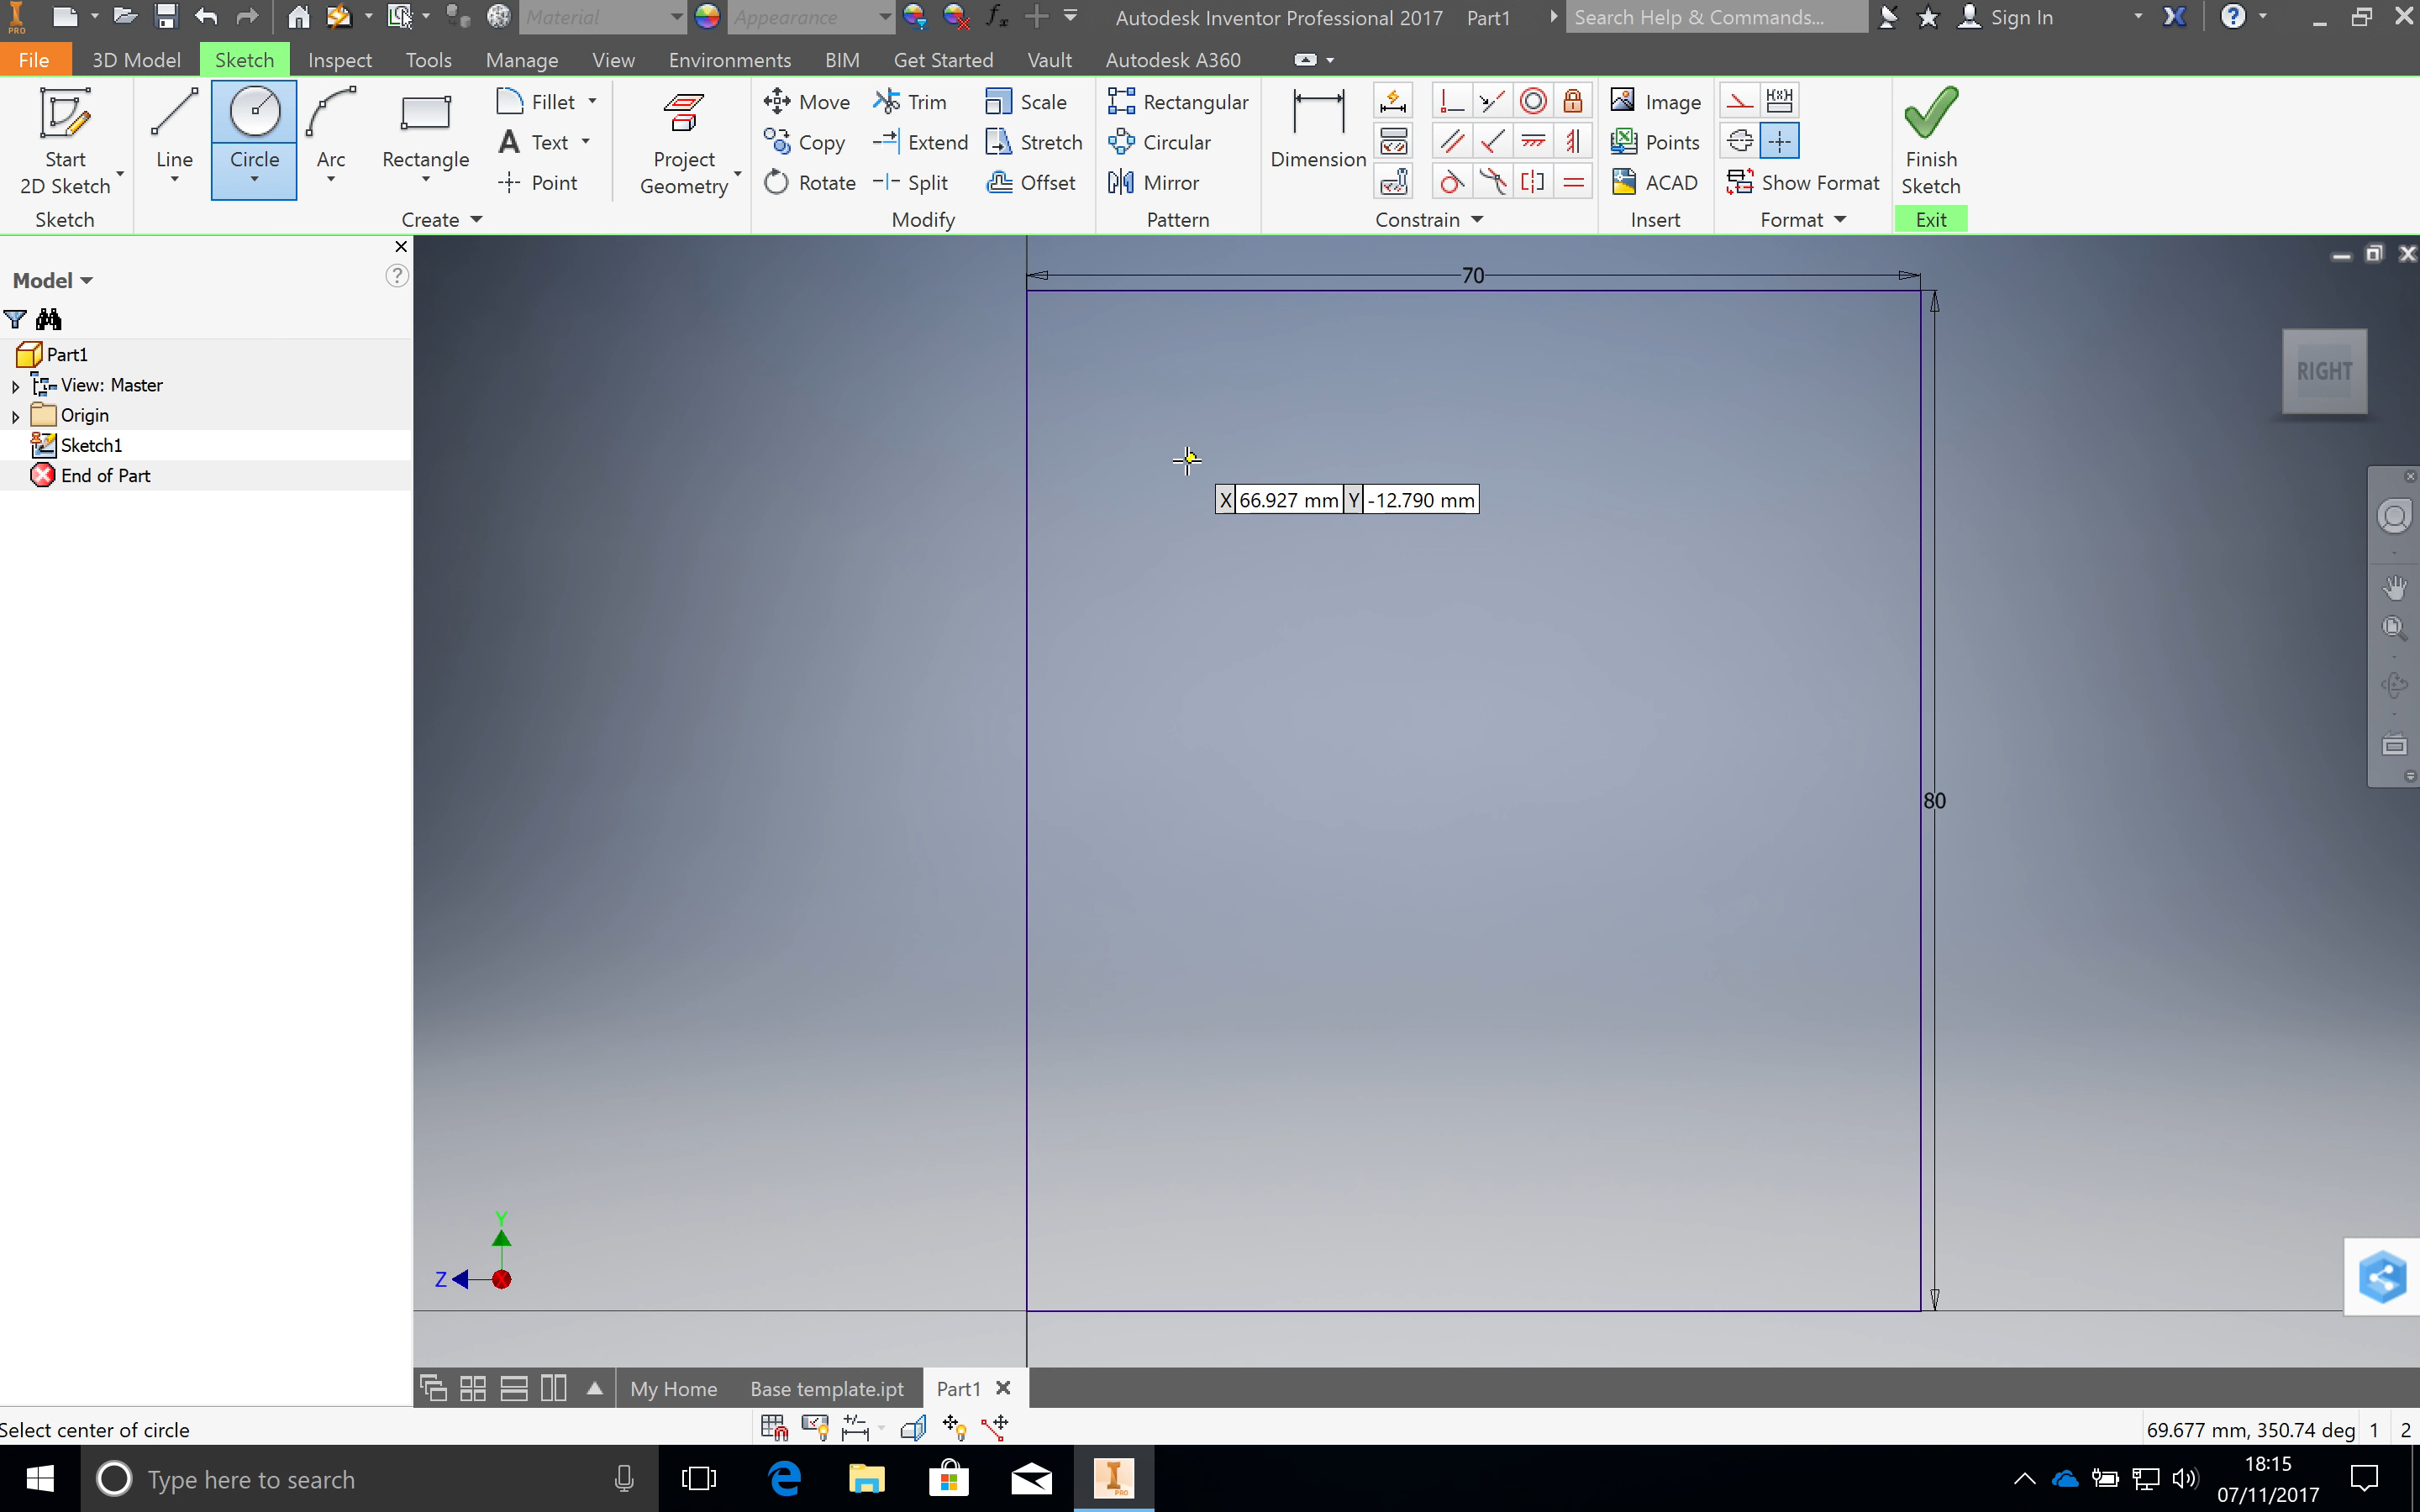 PRO
Material
Appearance
Autodesk Inventor Professional 2017 Part1
Search Help & Commands...
Sign In
File 3D Model Sketch Inspect Tools Manage View Environments BIM Get Started Vault Autodesk A360
Start
2D Sketch
Line
Circle
Arc
Rectangle
Fillet
Text
Point
Project
Geometry
Move
Copy
Rotate
Trim
Extend
Split
Scale
Stretch
Offset
Rectangular
Circular
Mirror
Dimension
Image
Points
ACAD
Show Format
Finish
Sketch
Sketch Create Modify Pattern Constrain Insert Format Exit
Model
Part1
View: Master
Origin
Sketch1
End of Part
70
RIGHT
X 66.927 mm Y -12.790 mm
80
Y
Z
X
My Home Base template.ipt Part1
Select center of circle
69.677 mm, 350.74 deg 1 2
Type here to search
PRO
18:15
07/11/2017